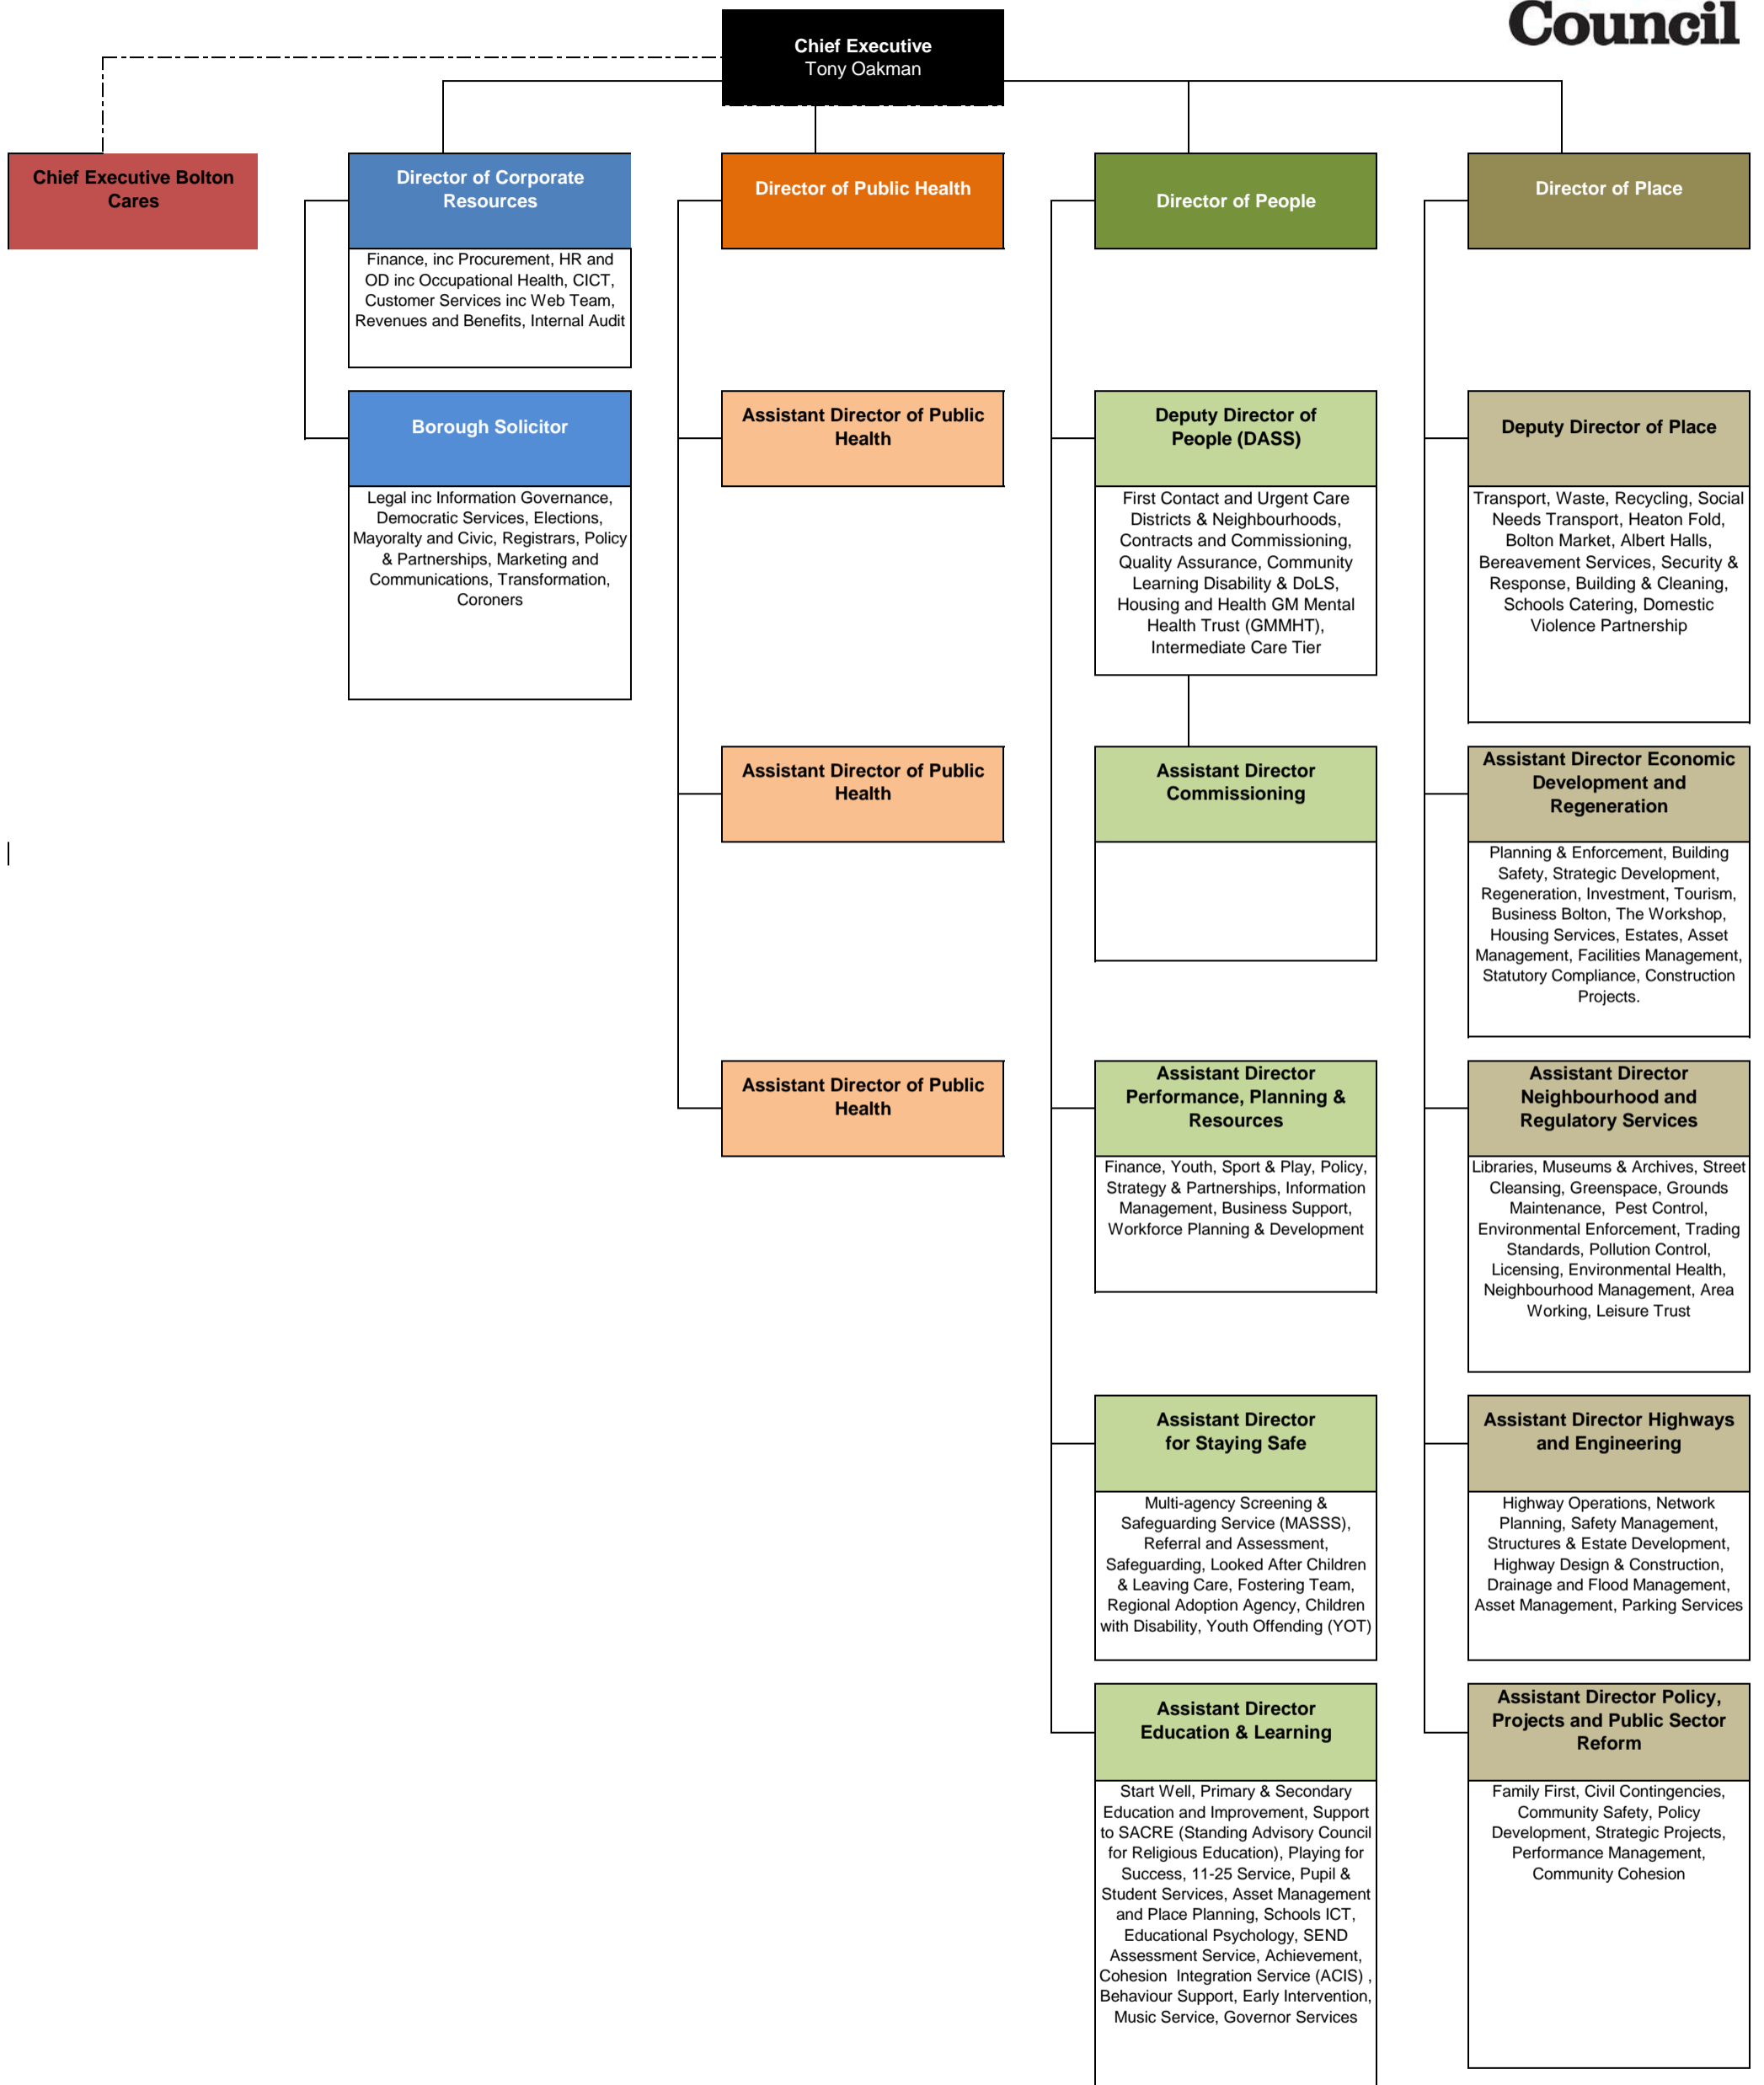 Council
Chief Executive
Tony Oakman
Chief Executive Bolton
Cares
Director of Corporate
Resources
Finance, inc Procurement, HR and
OD inc Occupational Health, CICT,
Customer Services inc Web Team,
Revenues and Benefits, Internal Audit
Borough Solicitor
Legal inc Information Governance,
Democratic Services, Elections,
Mayoralty and Civic, Registrars, Policy
& Partnerships, Marketing and
Communications, Transformation,
Coroners
Director of Public Health
Assistant Director of Public
Health
Assistant Director of Public
Health
Assistant Director of Public
Health
Director of People
Deputy Director of
People (DASS)
First Contact and Urgent Care
Districts & Neighbourhoods,
Contracts and Commissioning,
Quality Assurance, Community
Learning Disability & DoLS,
Housing and Health GM Mental
Health Trust (GMMHT),
Intermediate Care Tier
Assistant Director
Commissioning
Assistant Director
Performance, Planning &
Resources
Finance, Youth, Sport & Play, Policy,
Strategy & Partnerships, Information
Management, Business Support,
Workforce Planning & Development
Assistant Director
for Staying Safe
Multi-agency Screening &
Safeguarding Service (MASSS),
Referral and Assessment,
Safeguarding, Looked After Children
& Leaving Care, Fostering Team,
Regional Adoption Agency, Children
with Disability, Youth Offending (YOT)
Assistant Director
Education & Learning
Start Well, Primary & Secondary
Education and Improvement, Support
to SACRE (Standing Advisory Council
for Religious Education), Playing for
Success, 11-25 Service, Pupil &
Student Services, Asset Management
and Place Planning, Schools ICT,
Educational Psychology, SEND
Assessment Service, Achievement,
Cohesion  Integration Service (ACIS) ,
Behaviour Support, Early Intervention,
Music Service, Governor Services
Director of Place
Deputy Director of Place
Transport, Waste, Recycling, Social
Needs Transport, Heaton Fold,
Bolton Market, Albert Halls,
Bereavement Services, Security &
Response, Building & Cleaning,
Schools Catering, Domestic
Violence Partnership
Assistant Director Economic
Development and
Regeneration
Planning & Enforcement, Building
Safety, Strategic Development,
Regeneration, Investment, Tourism,
Business Bolton, The Workshop,
Housing Services, Estates, Asset
Management, Facilities Management,
Statutory Compliance, Construction
Projects.
Assistant Director
Neighbourhood and
Regulatory Services
Libraries, Museums & Archives, Street
Cleansing, Greenspace, Grounds
Maintenance,  Pest Control,
Environmental Enforcement, Trading
Standards, Pollution Control,
Licensing, Environmental Health,
Neighbourhood Management, Area
Working, Leisure Trust
Assistant Director Highways
and Engineering
Highway Operations, Network
Planning, Safety Management,
Structures & Estate Development,
Highway Design & Construction,
Drainage and Flood Management,
Asset Management, Parking Services
Assistant Director Policy,
Projects and Public Sector
Reform
Family First, Civil Contingencies,
Community Safety, Policy
Development, Strategic Projects,
Performance Management,
Community Cohesion